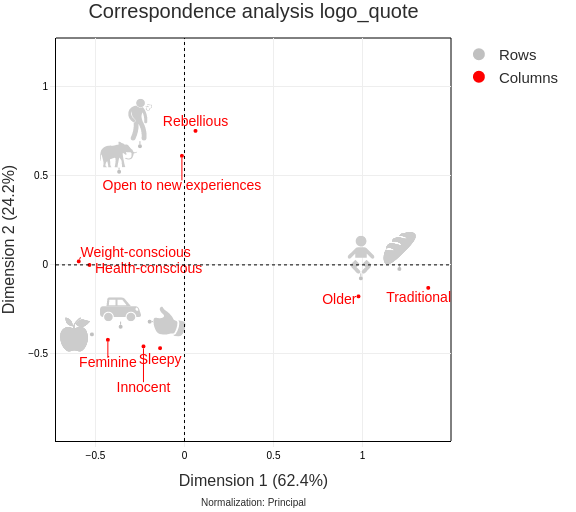 Correspondence analysis logo_quote
Rows
Columns
Dimension 2 (24.2%)
1
0.5
0
−0.5
Rebellious
Open to new experiences
Weight-conscious
Health-conscious
Older
Traditional
Feminine
Sleepy
Innocent
−0.5
0
0.5
1
Dimension 1 (62.4%)
Normalization: Principal